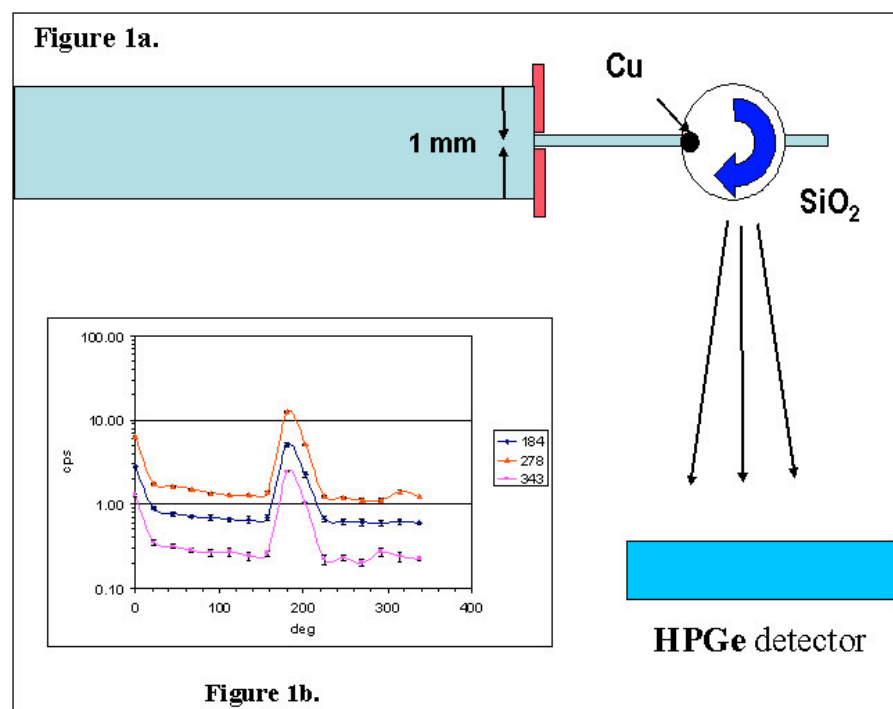 Figure 1a.
Cu
1 mm
SiO₂
100.00
10.00
1.00
0.10
cps
0
100
200
300
400
deg
184
278
343
HPGe detector
Figure 1b.